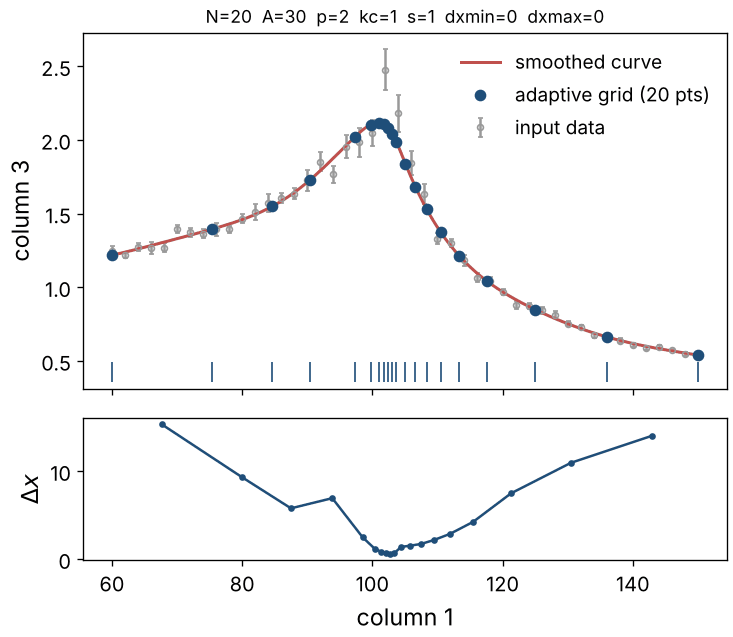 N=20 A=30 p=2 kc=1 s=1 dxmin=0 dxmax=0
smoothed curve
adaptive grid (20 pts)
input data
column 3
2.5
2.0
1.5
1.0
0.5
Δx
10
0
60 80 100 120 140
column 1